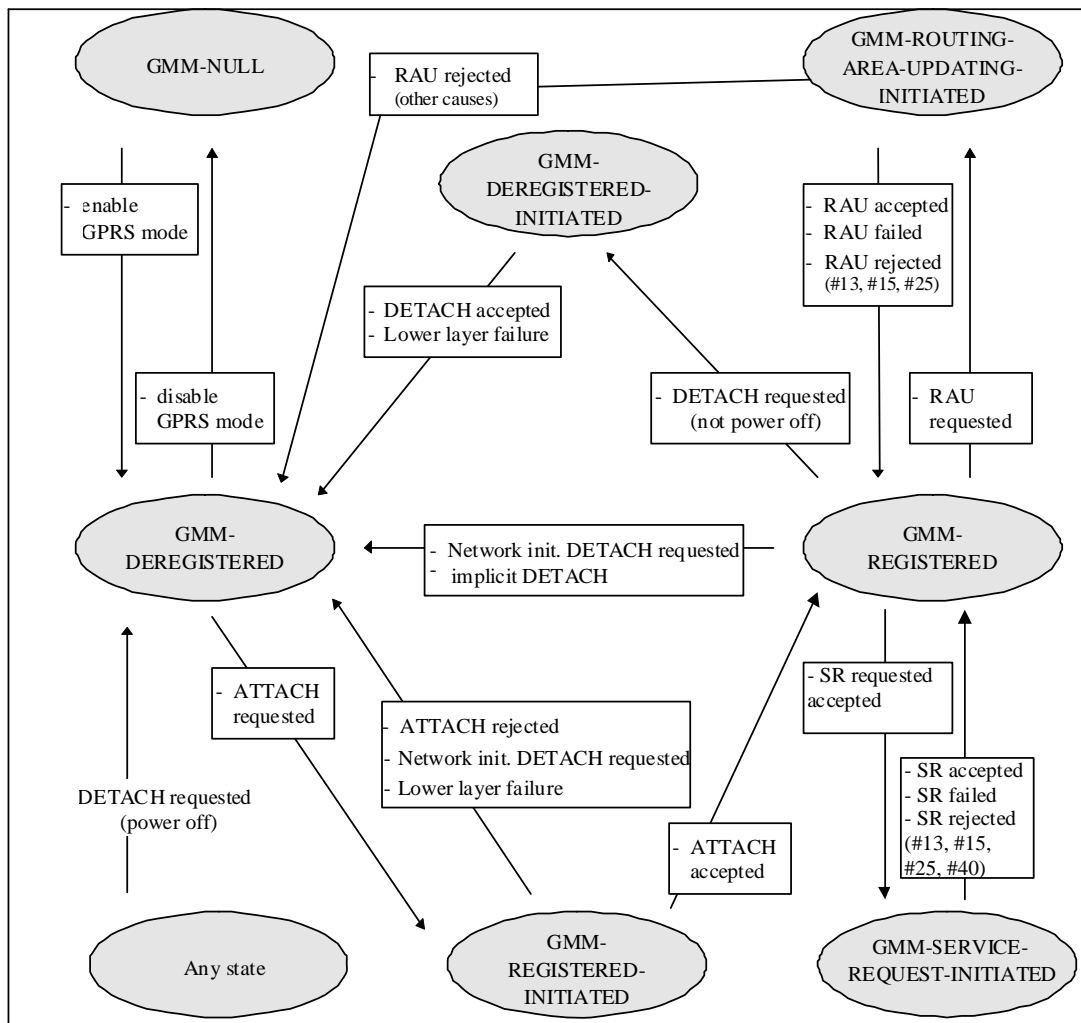 GMM-NULL
GMM-ROUTING-
AREA-UPDATING-
INITIATED
- RAU rejected
(other causes)
GMM-
DEREGISTERED-
INITIATED
- enable
GPRS mode
- RAU accepted
- RAU failed
- RAU rejected
(#13, #15, #25)
- DETACH accepted
- Lower layer failure
- disable
GPRS mode
- DETACH requested
(not power off)
- RAU
requested
GMM-
DEREGISTERED
- Network init. DETACH requested
- implicit DETACH
GMM-
REGISTERED
- ATTACH
requested
- ATTACH rejected
- Network init. DETACH requested
- Lower layer failure
- SR requested
accepted
DETACH requested
(power off)
- ATTACH
accepted
- SR accepted
- SR failed
- SR rejected
(#13, #15,
#25, #40)
Any state
GMM-
REGISTERED-
INITIATED
GMM-SERVICE-
REQUEST-INITIATED